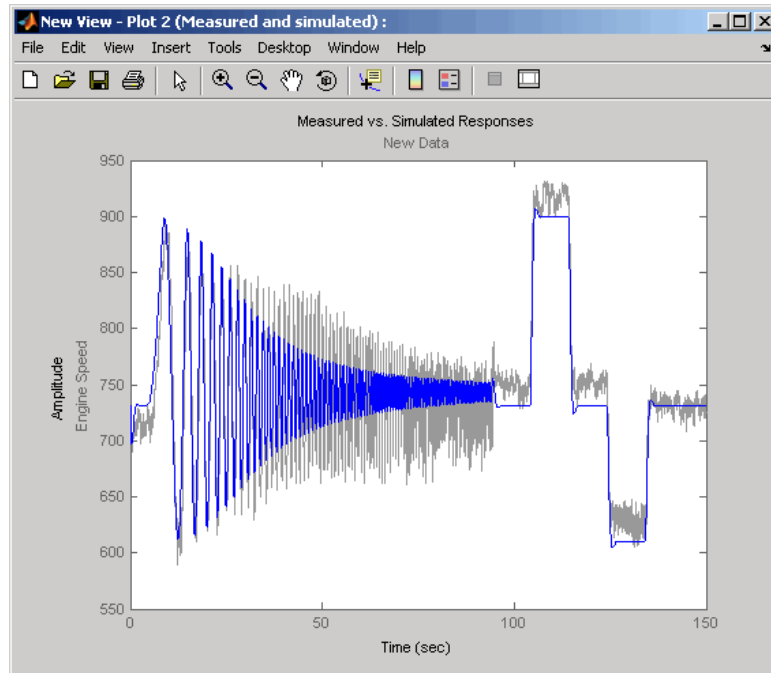 New View - Plot 2 (Measured and simulated) :
File Edit View Insert Tools Desktop Window Help
Measured vs. Simulated Responses
New Data
950
900
850
800
750
700
650
600
550
Amplitude
Engine Speed
0 50 100 150
Time (sec)